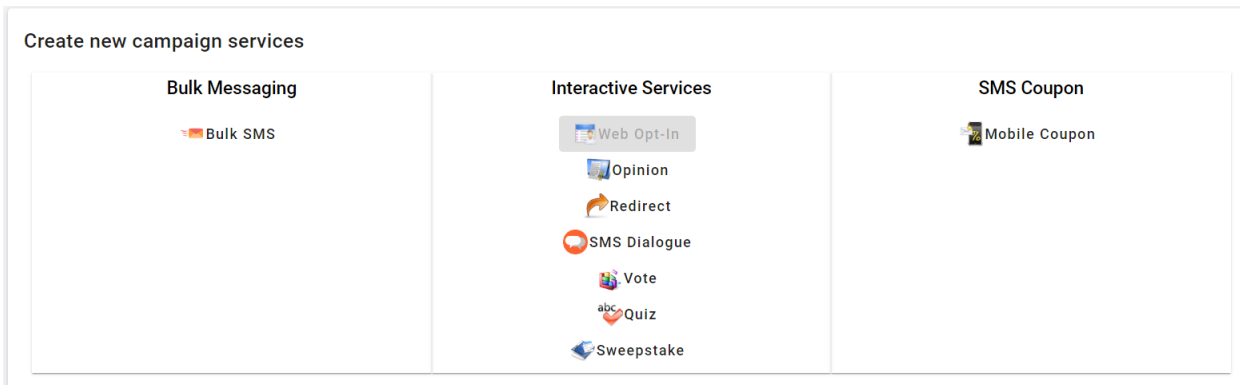 Create new campaign services
Bulk Messaging
Bulk SMS
Interactive Services
Web Opt-In
Opinion
Redirect
SMS Dialogue
Vote
abc
Quiz
Sweepstake
SMS Coupon
%
Mobile Coupon